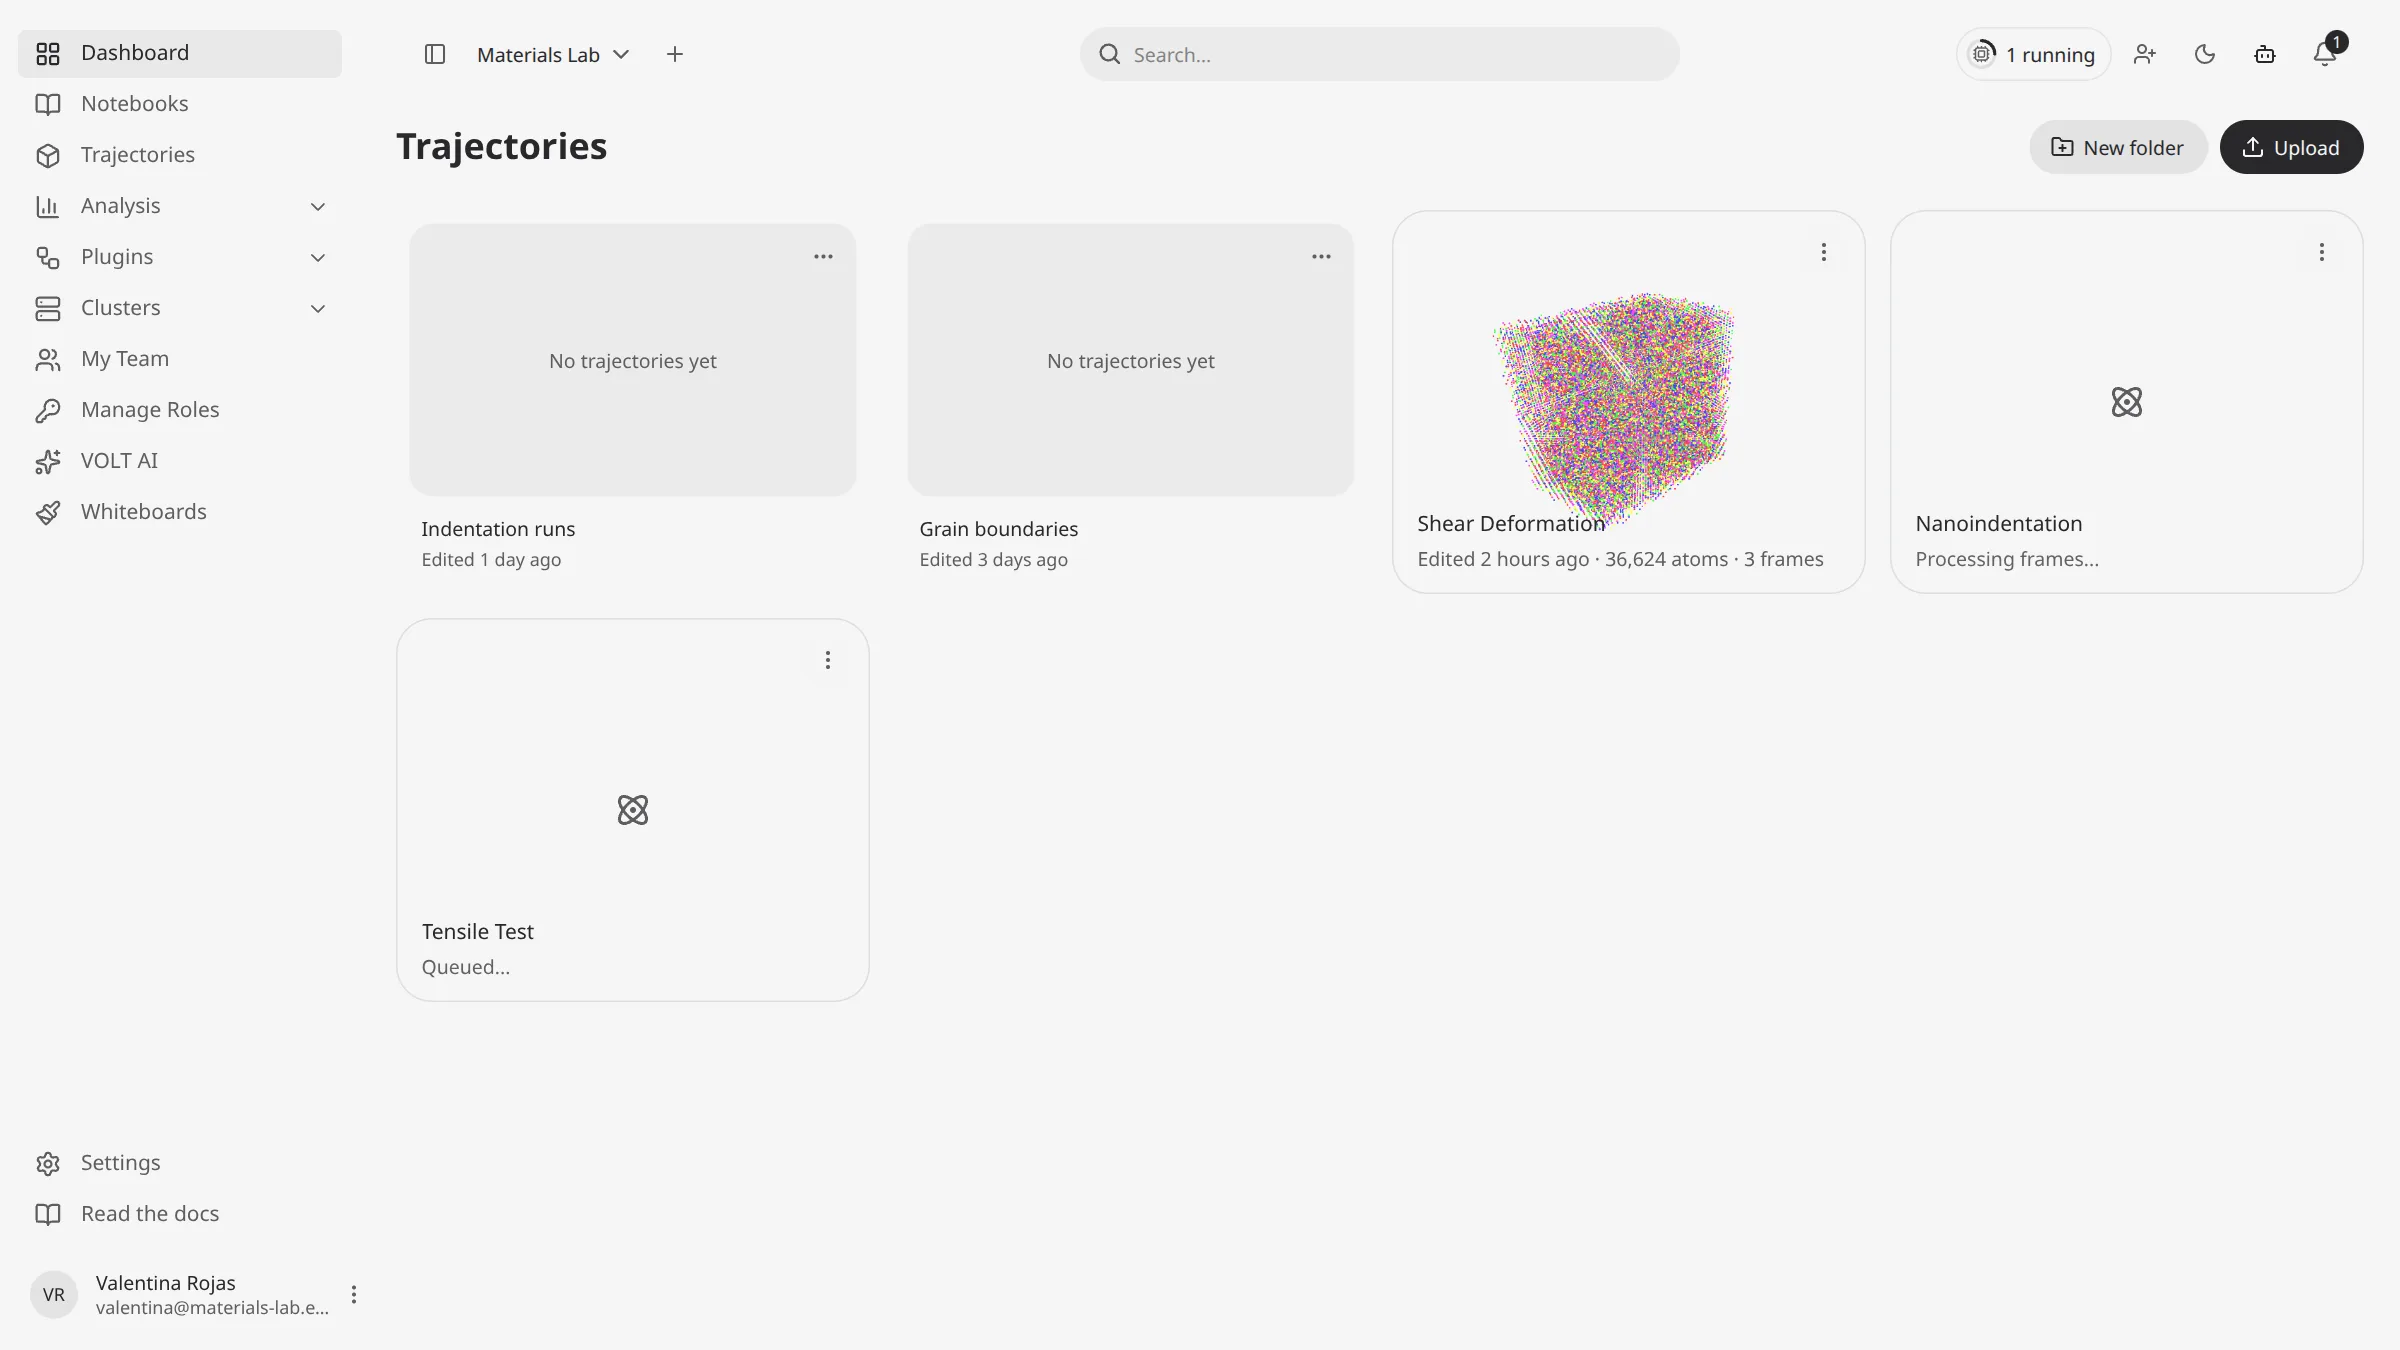 Dashboard
Notebooks
Trajectories
Analysis
Plugins
Clusters
My Team
Manage Roles
VOLT AI
Whiteboards
Settings
Read the docs
VR
Valentina Rojas
valentina@materials-lab.e...
Materials Lab
Search...
1 running
1
Trajectories
New folder
Upload
No trajectories yet
Indentation runs
Edited 1 day ago
No trajectories yet
Grain boundaries
Edited 3 days ago
Shear Deformation
Edited 2 hours ago · 36,624 atoms · 3 frames
Nanoindentation
Processing frames...
Tensile Test
Queued...